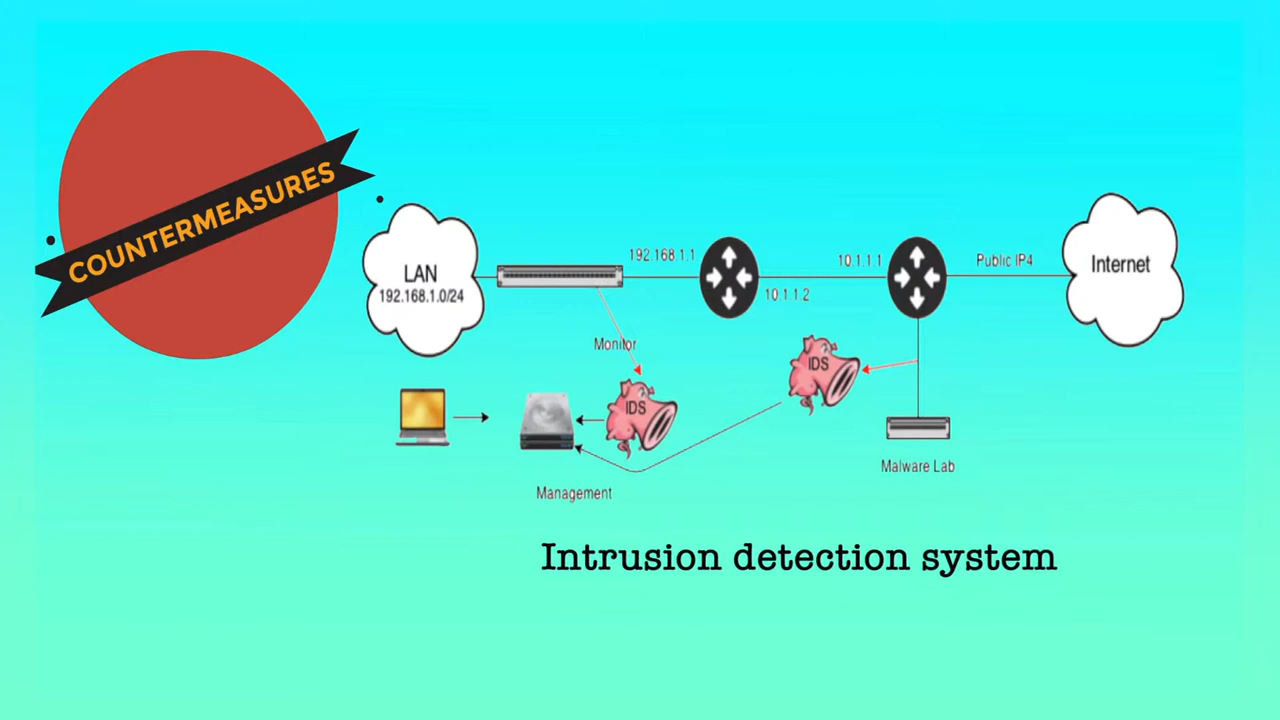 COUNTERMEASURES
LAN
192.168.1.0/24
192.168.1.1
10.1.1.2
10.1.1.1
Public IP4
Internet
Monitor
IDS
IDS
Management
Malware Lab
Intrusion detection system